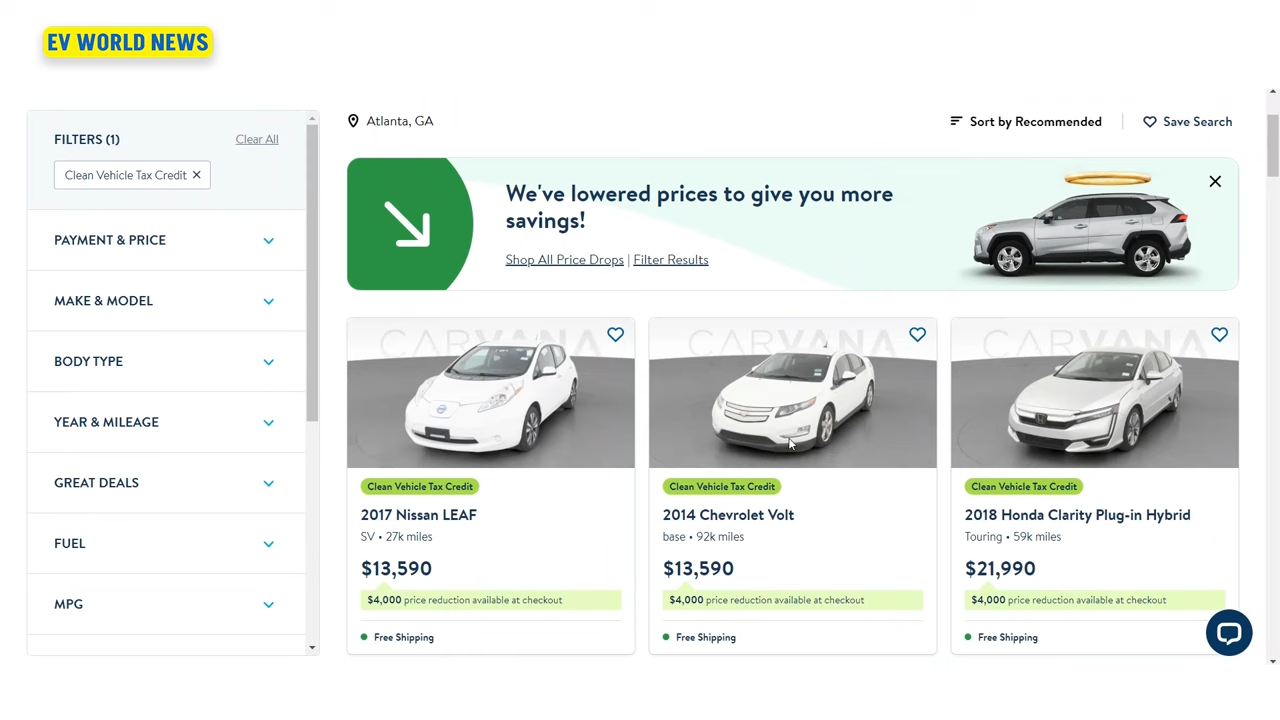 EV WORLD NEWS
Atlanta, GA
Sort by Recommended
Save Search
FILTERS (1)
Clear All
Clean Vehicle Tax Credit ×
PAYMENT & PRICE
MAKE & MODEL
BODY TYPE
YEAR & MILEAGE
GREAT DEALS
FUEL
MPG
We've lowered prices to give you more
savings!
Shop All Price Drops | Filter Results
CARVANA
Clean Vehicle Tax Credit
2017 Nissan LEAF
SV • 27k miles
$13,590
$4,000 price reduction available at checkout
Free Shipping
CARVANA
Clean Vehicle Tax Credit
2014 Chevrolet Volt
base • 92k miles
$13,590
$4,000 price reduction available at checkout
Free Shipping
CARVANA
Clean Vehicle Tax Credit
2018 Honda Clarity Plug-in Hybrid
Touring • 59k miles
$21,990
$4,000 price reduction available at checkout
Free Shipping